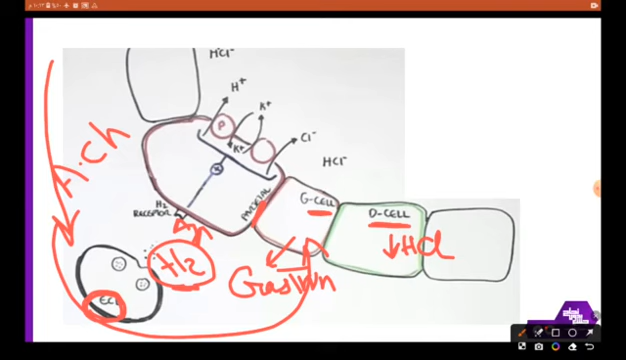 HCl-
H+
K+
P
K+
Cl-
HCl-
+
H2
RECEPTOR
PARIETAL
G-CELL
D-CELL
A.Ch
H2
ECL
Gastrin
↓Hcl